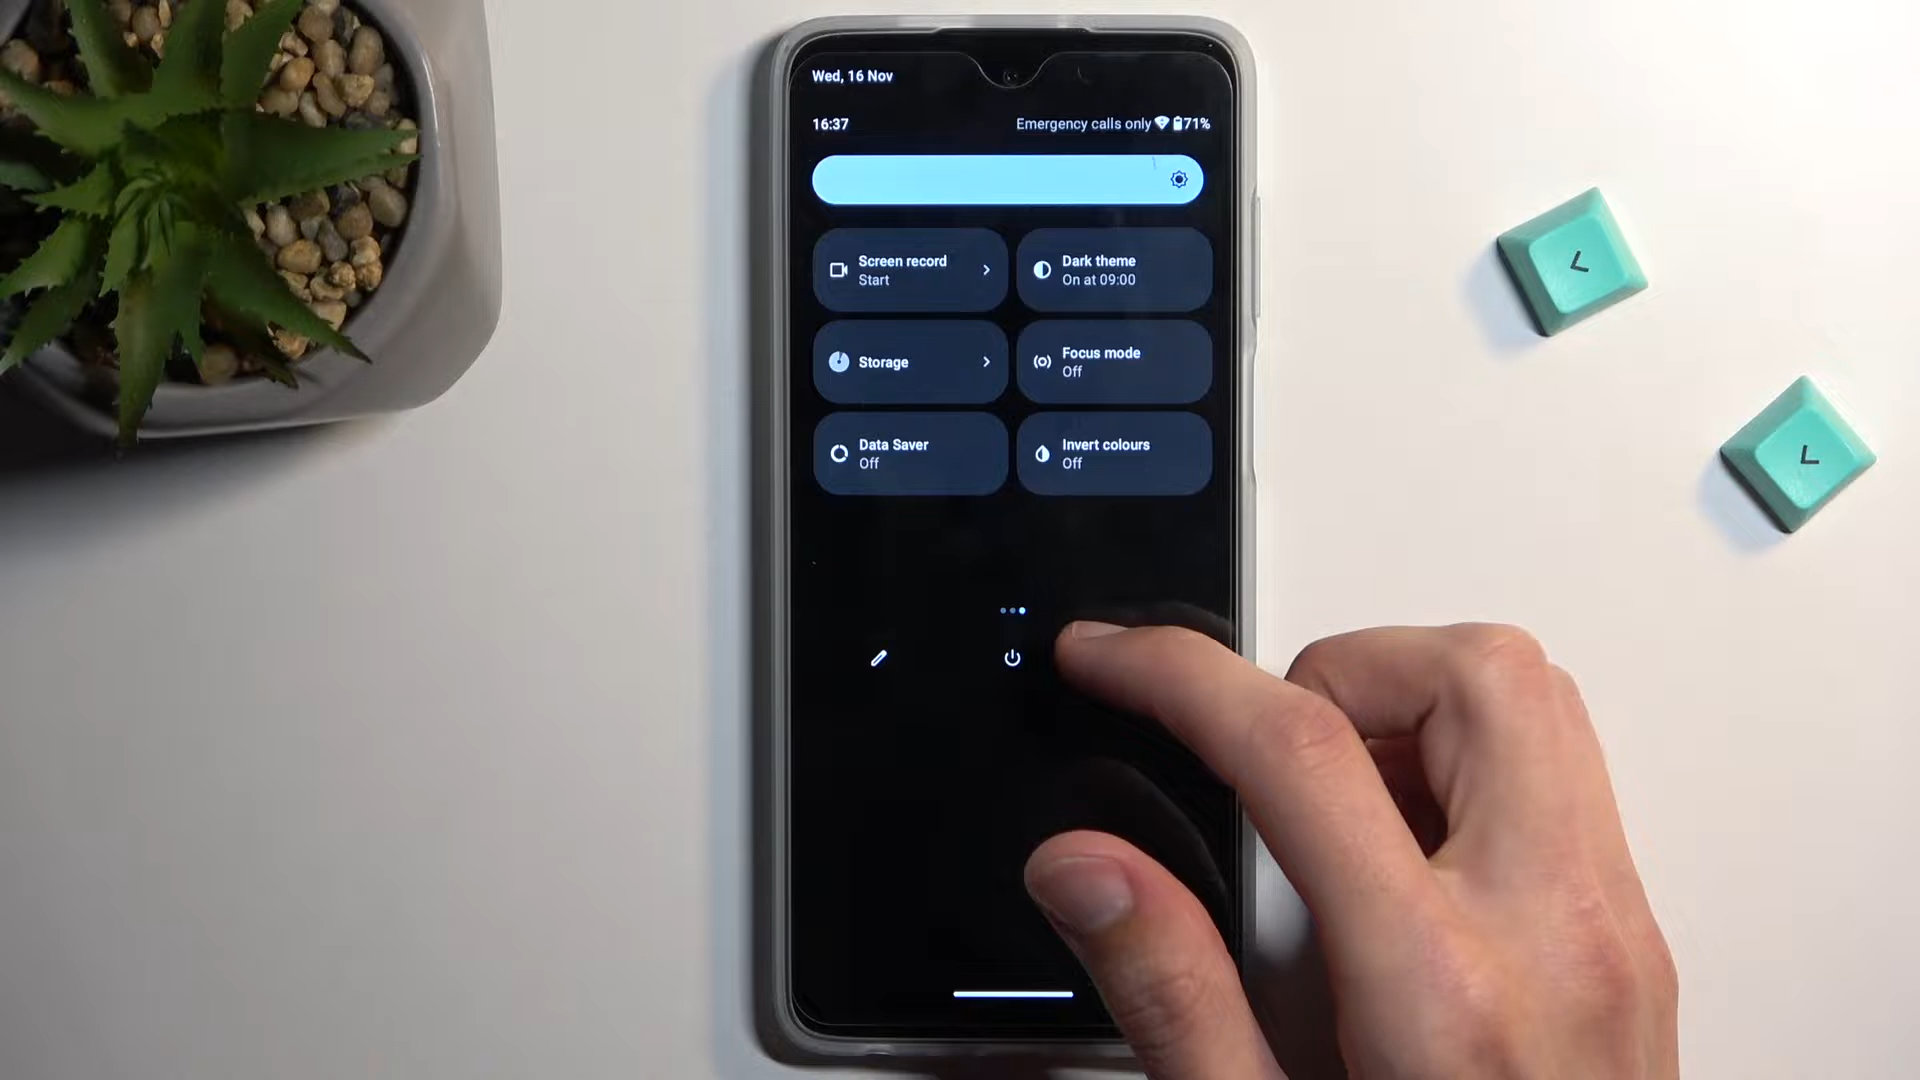 Wed, 16 Nov
16:37
Emergency calls only
71%
Screen record
Start
Dark theme
On at 09:00
Storage
Focus mode
Off
Data Saver
Off
Invert colours
Off
<
<